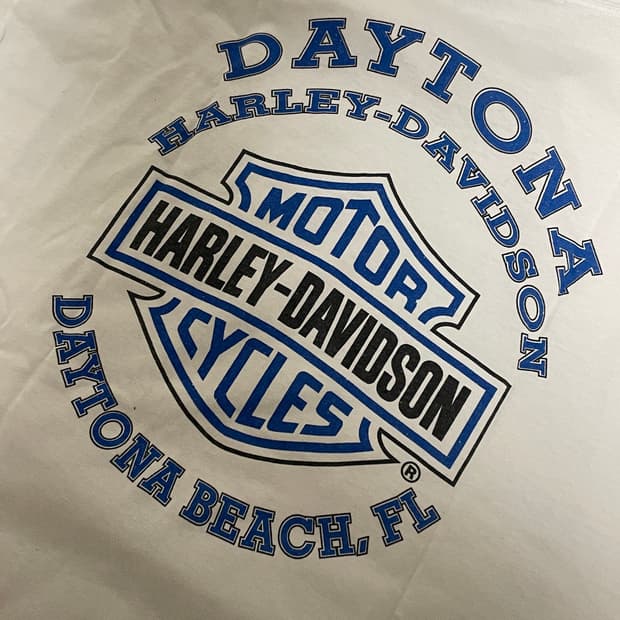 DAYTONA
HARLEY-DAVIDSON
MOTOR
HARLEY-DAVIDSON
CYCLES
®
DAYTONA BEACH, FL